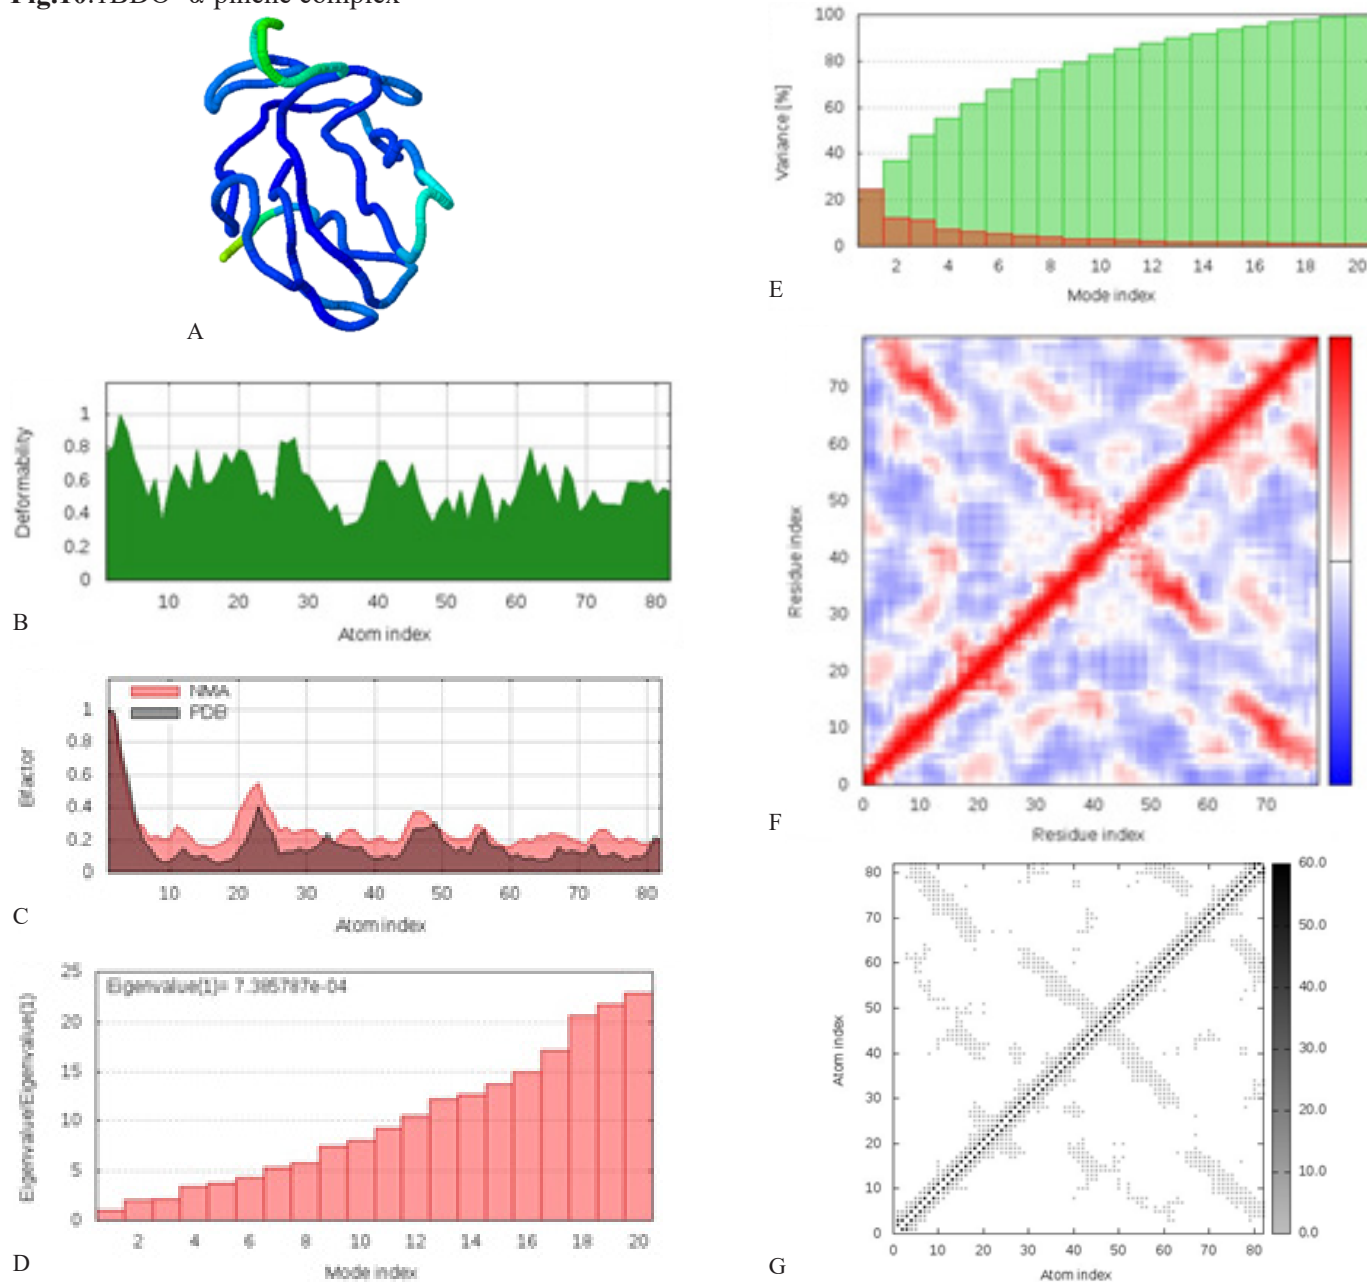 complex
A
1
0.8
0.6
0.4
0.2
0
Deformability
10 20 30 40 50 60 70 80
Atom index
B
NMA
PDB
1
0.8
0.6
0.4
0.2
0
Bfactor
10 20 30 40 50 60 70 80
Atom index
C
Eigenvalue(1)= 7.385787e-04
25
20
15
10
5
0
Eigenvalue/Eigenvalue(1)
2 4 6 8 10 12 14 16 18 20
Mode index
D
100
80
60
40
20
0
Variance [%]
2 4 6 8 10 12 14 16 18 20
Mode index
E
70
60
50
40
30
20
10
0
Residue index
0 10 20 30 40 50 60 70
Residue index
F
80
70
60
50
40
30
20
10
0
Atom index
0 10 20 30 40 50 60 70 80
Atom index
60.0
50.0
40.0
30.0
20.0
10.0
0.0
G